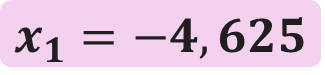 x₁ = −4,625